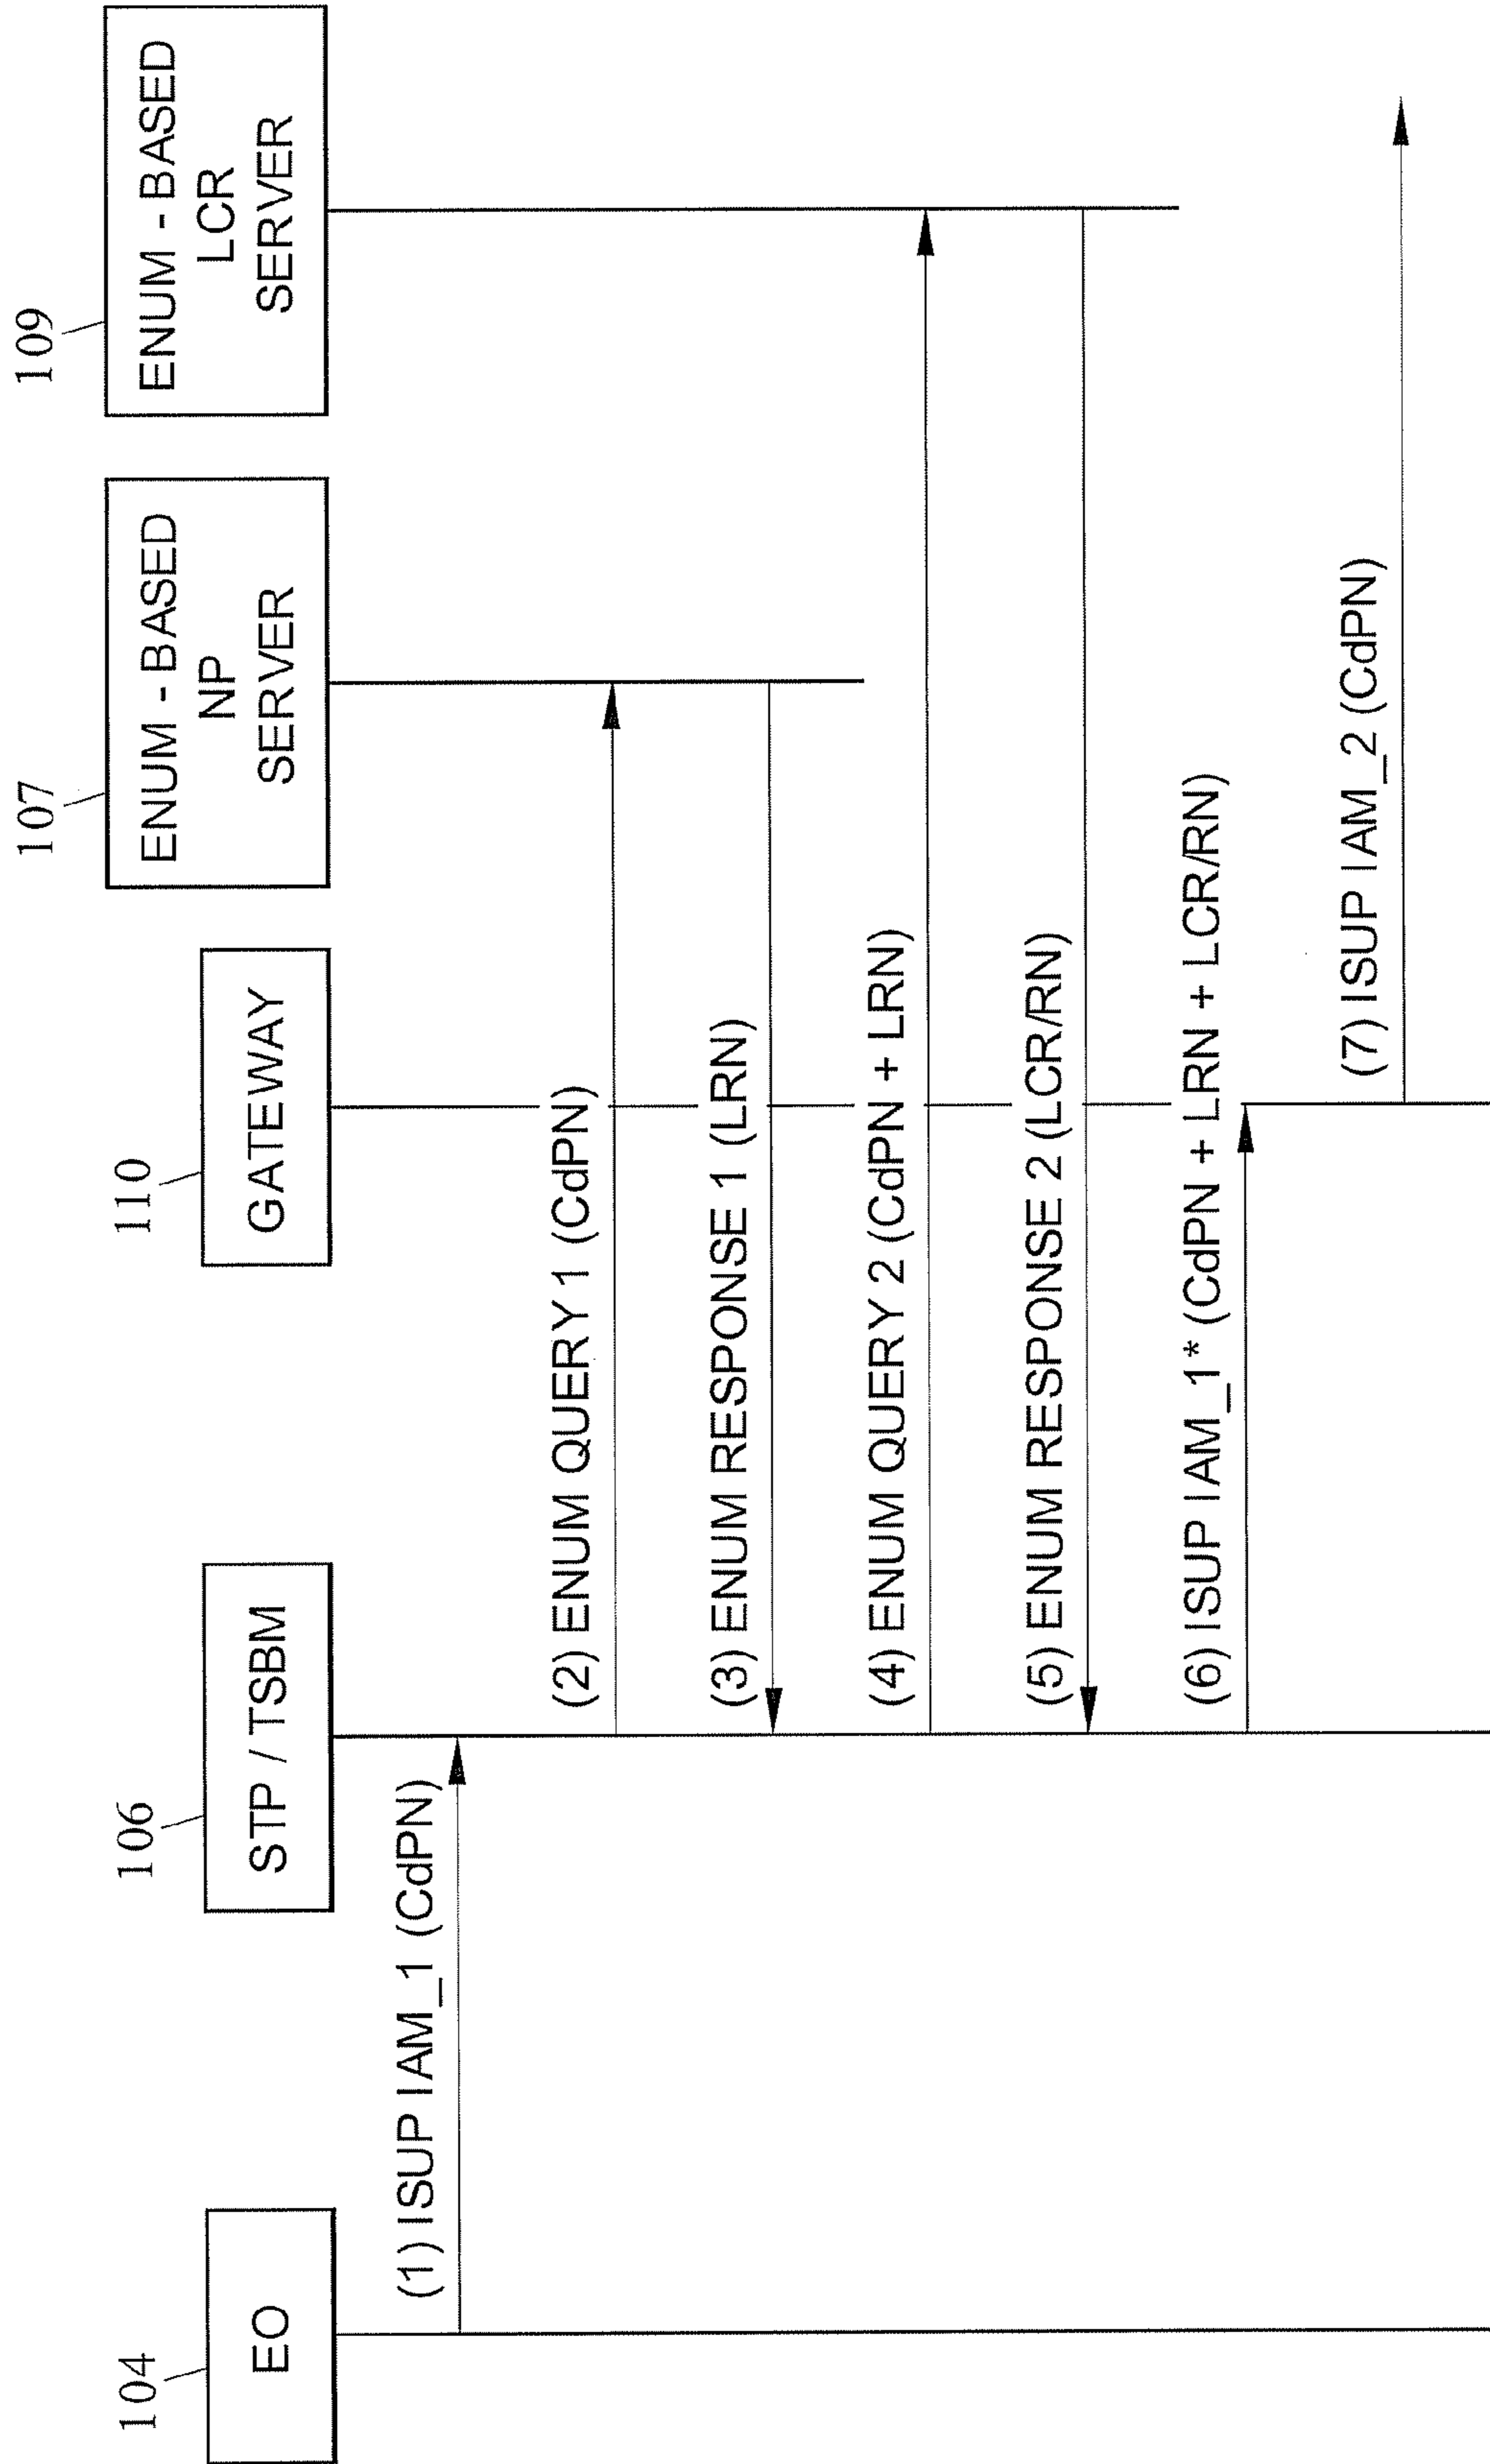 104
EO
106
STP / TSBM
110
GATEWAY
107
ENUM - BASED
NP
SERVER
109
ENUM - BASED
LCR
SERVER
(1) ISUP IAM_1 (CdPN)
(2) ENUM QUERY 1 (CdPN)
(3) ENUM RESPONSE 1 (LRN)
(4) ENUM QUERY 2 (CdPN + LRN)
(5) ENUM RESPONSE 2 (LCR/RN)
(6) ISUP IAM_1* (CdPN + LRN + LCR/RN)
(7) ISUP IAM_2 (CdPN)